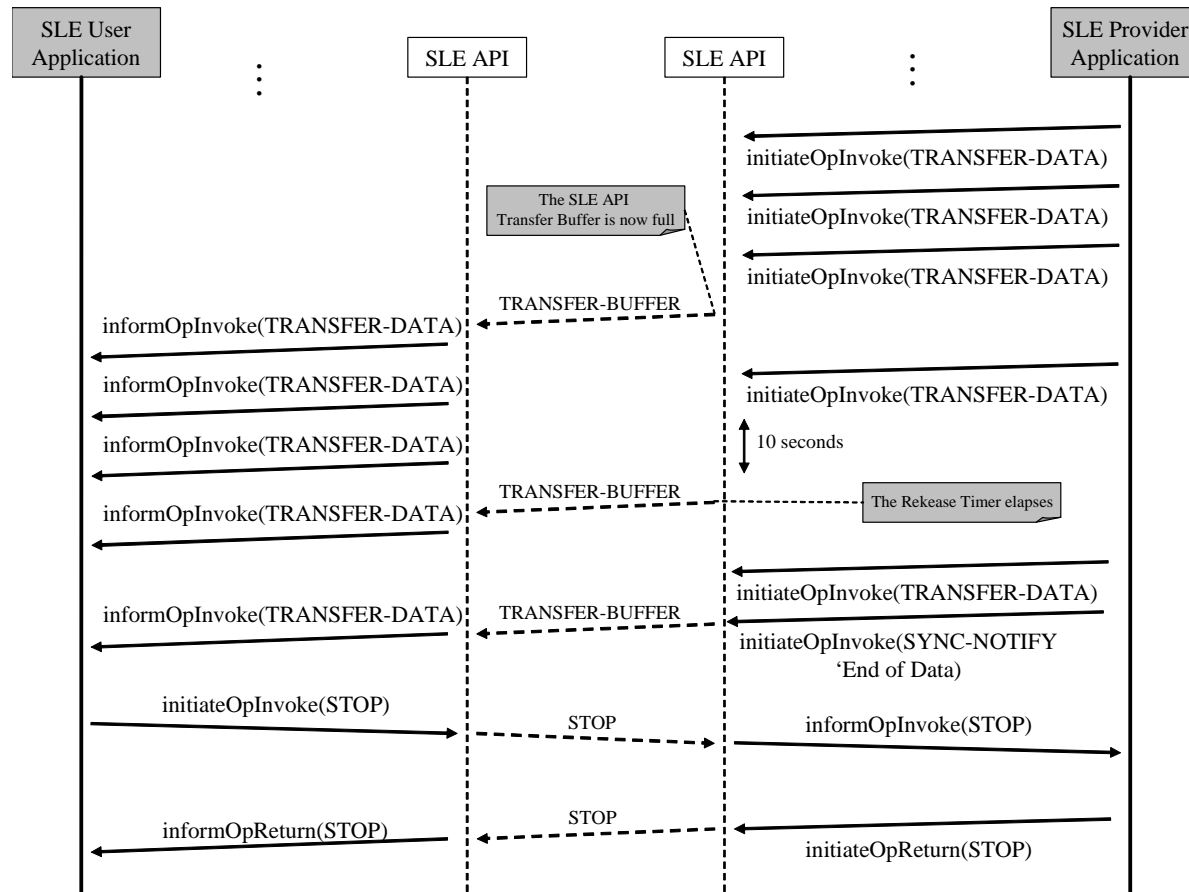 SLE User
Application
SLE API
SLE API
SLE Provider
Application
initiateOpInvoke(TRANSFER-DATA)
The SLE API
Transfer Buffer is now full
initiateOpInvoke(TRANSFER-DATA)
initiateOpInvoke(TRANSFER-DATA)
TRANSFER-BUFFER
informOpInvoke(TRANSFER-DATA)
informOpInvoke(TRANSFER-DATA)
initiateOpInvoke(TRANSFER-DATA)
informOpInvoke(TRANSFER-DATA)
10 seconds
TRANSFER-BUFFER
The Rekease Timer elapses
informOpInvoke(TRANSFER-DATA)
initiateOpInvoke(TRANSFER-DATA)
informOpInvoke(TRANSFER-DATA)
TRANSFER-BUFFER
initiateOpInvoke(SYNC-NOTIFY
‘End of Data)
initiateOpInvoke(STOP)
STOP
informOpInvoke(STOP)
informOpReturn(STOP)
STOP
initiateOpReturn(STOP)